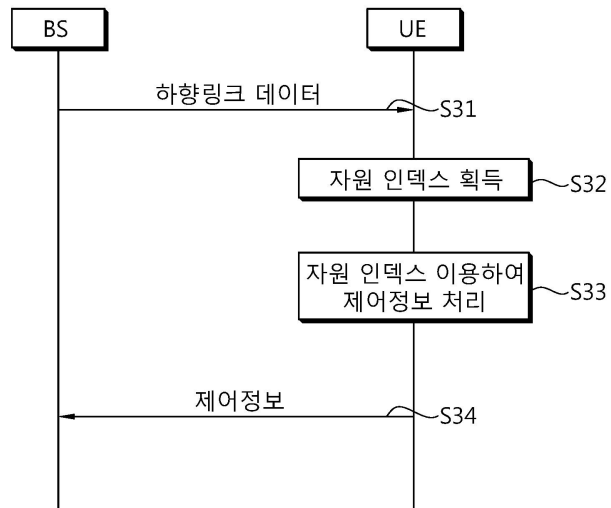 BS
UE
하향링크 데이터
S31
자원 인덱스 획득
S32
자원 인덱스 이용하여
제어정보 처리
S33
제어정보
S34